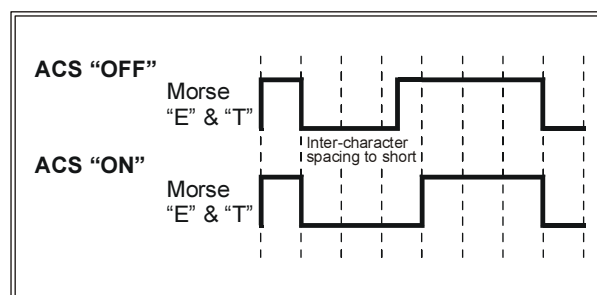 ACS “OFF”
Morse
“E” & “T”
Inter-character
spacing to short
ACS “ON”
Morse
“E” & “T”